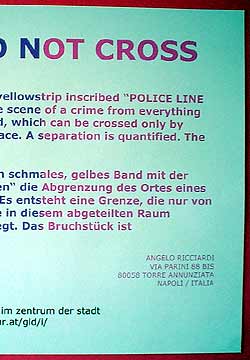 NOT CROSS
yellowstrip inscribed "POLICE LINE
e scene of a crime from everything
d, which can be crossed only by
ace. A separation is quantified. The
n schmales, gelbes Band mit der
en" die Abgrenzung des Ortes eines
Es entsteht eine Grenze, die nur von
e in diesem abgeteilten Raum
egt. Das Bruchstück ist
ANGELO RICCIARDI
VIA PARINI 88 BIS
80058 TORRE ANNUNZIATA
NAPOLI / ITALIA
im zentrum der stadt
ur.at/gld/i/